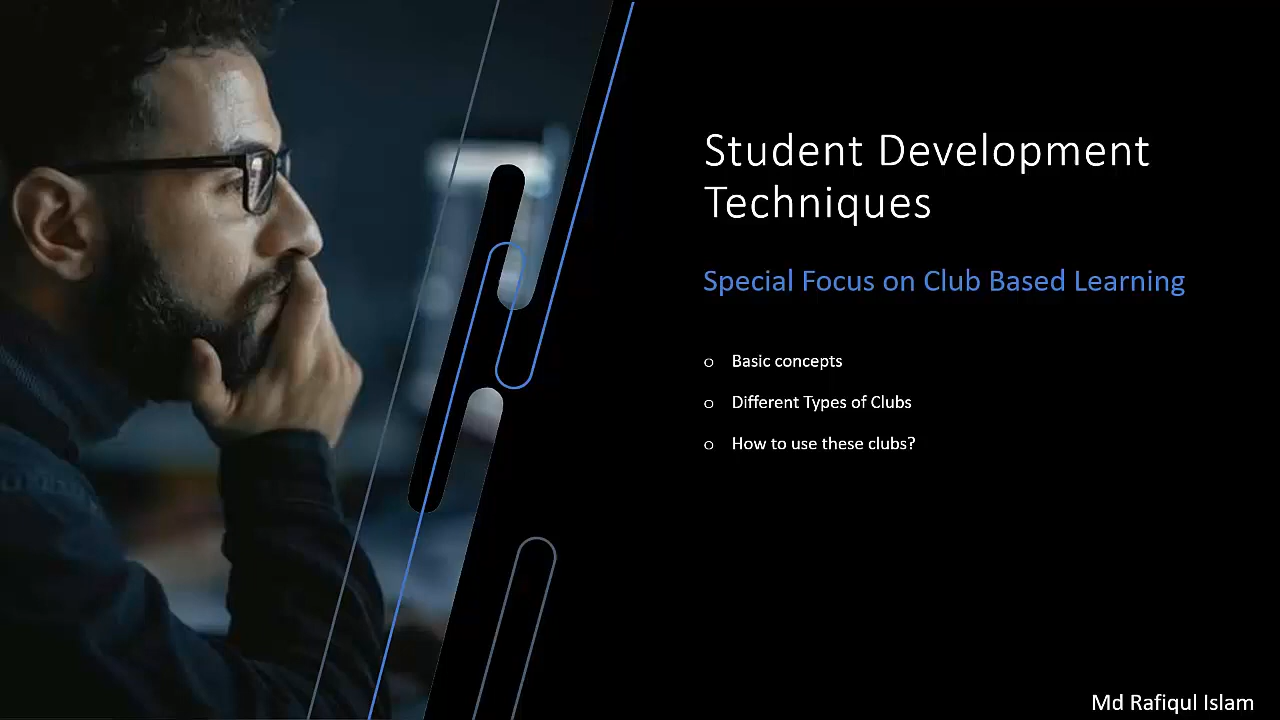 Student Development
Techniques
Special Focus on Club Based Learning
o Basic concepts
o Different Types of Clubs
o How to use these clubs?
Md Rafiqul Islam